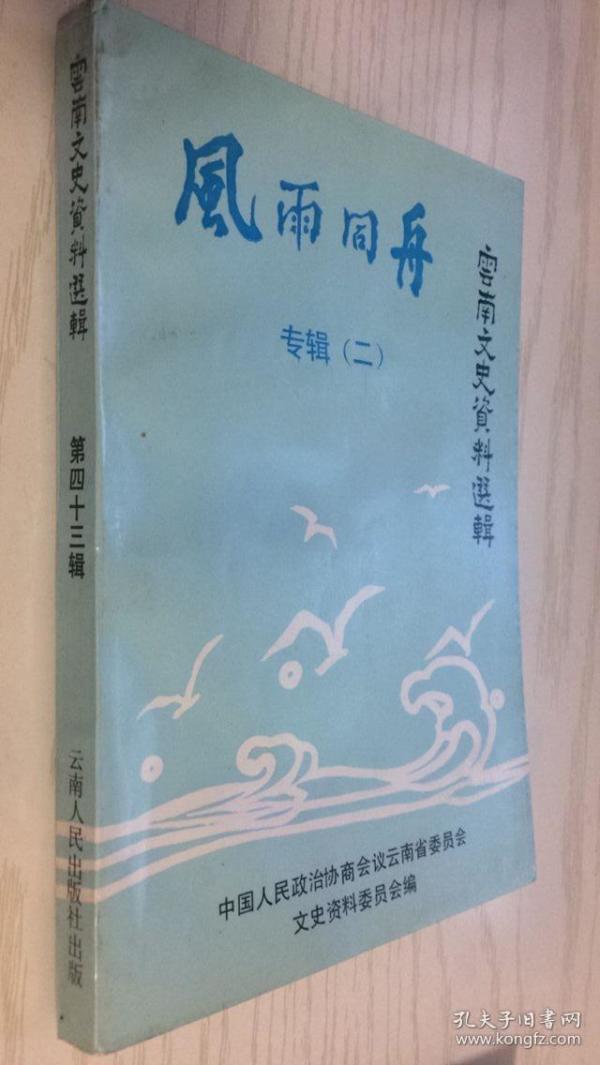 雲南文史資料選輯
第四十三辑
云南人民出版社出版
風雨同舟
专辑（二）
雲南文史資料選輯
中国人民政治协商会议云南省委员会
文史资料委员会编
孔夫子旧书网
www.kongfz.com